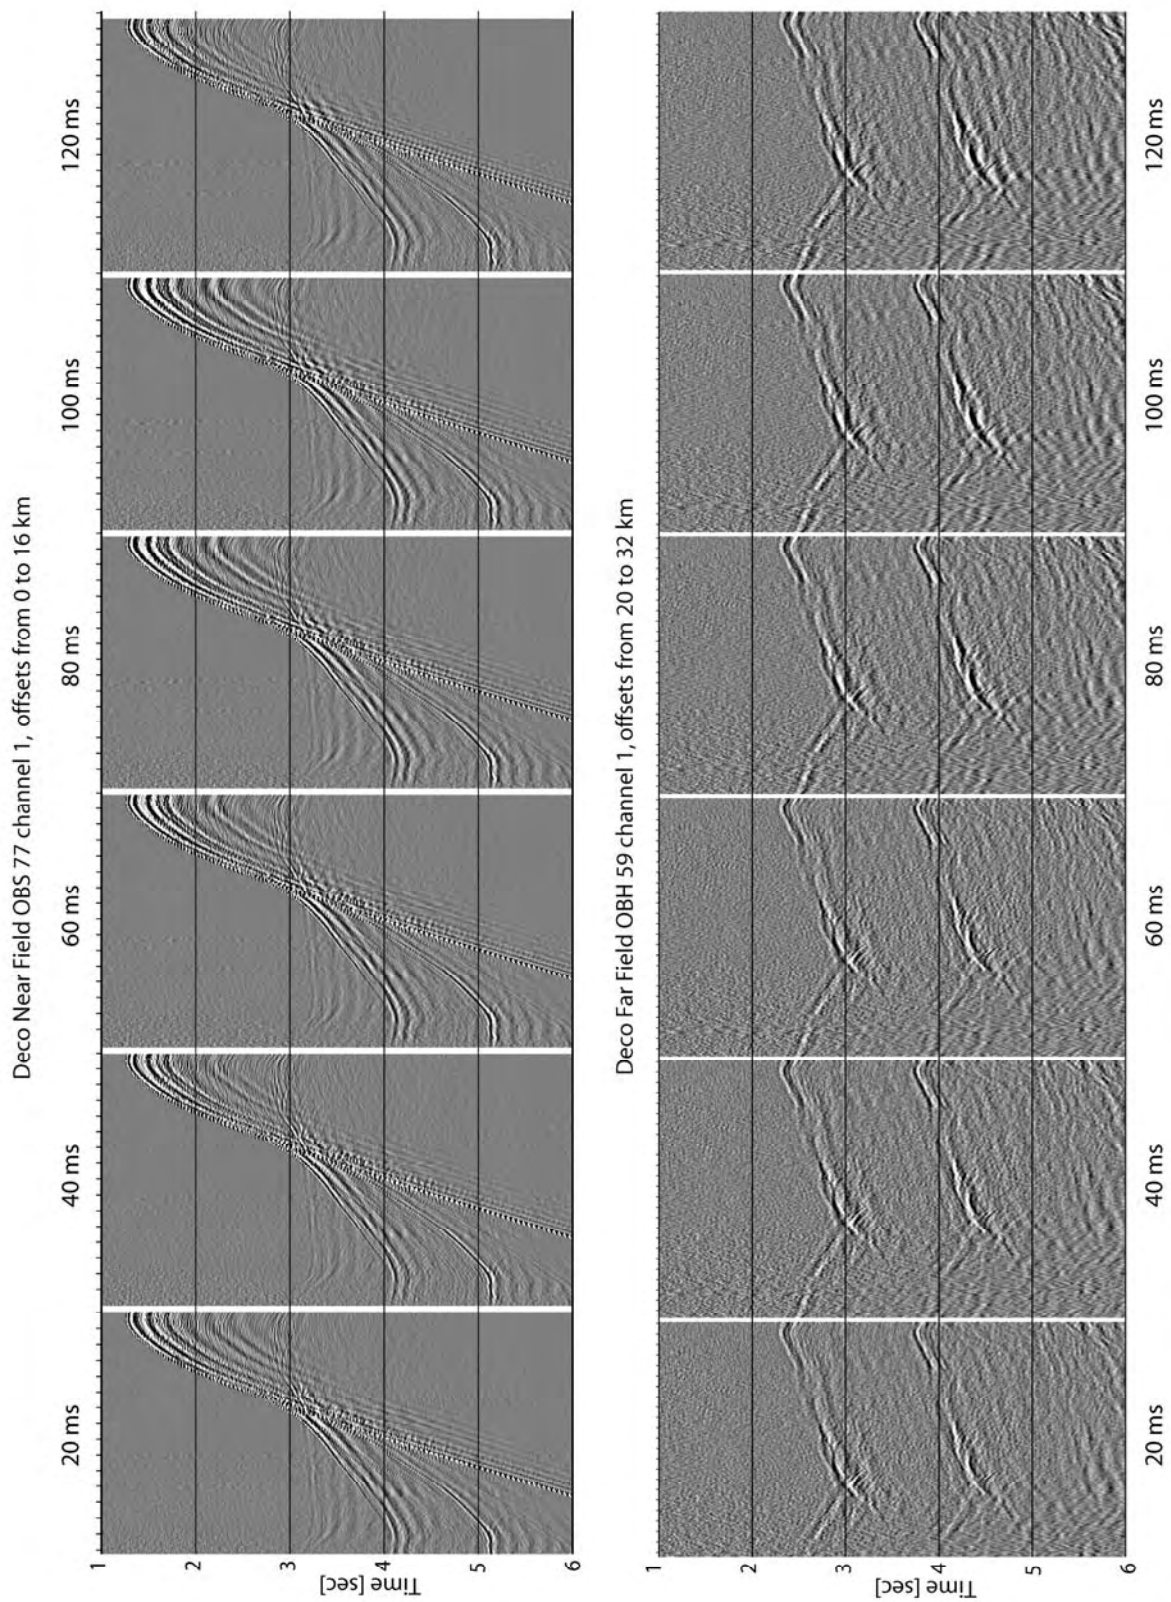 Deco Near Field OBS 77 channel 1, offsets from 0 to 16 km
20 ms
40 ms
60 ms
80 ms
100 ms
120 ms
1
2
3
4
5
6
Time [sec]
Deco Far Field OBH 59 channel 1, offsets from 20 to 32 km
1
2
3
4
5
6
Time [sec]
20 ms
40 ms
60 ms
80 ms
100 ms
120 ms